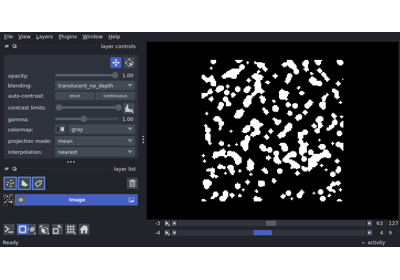 File View Layers Plugins Window Help
layer controls
opacity: 1.00
blending: translucent_no_depth
auto-contrast: once continuous
contrast limits:
gamma: 1.00
colormap: gray
projection mode: mean
interpolation: nearest
layer list
Image
-3 63 127
-4 4 9
Ready activity